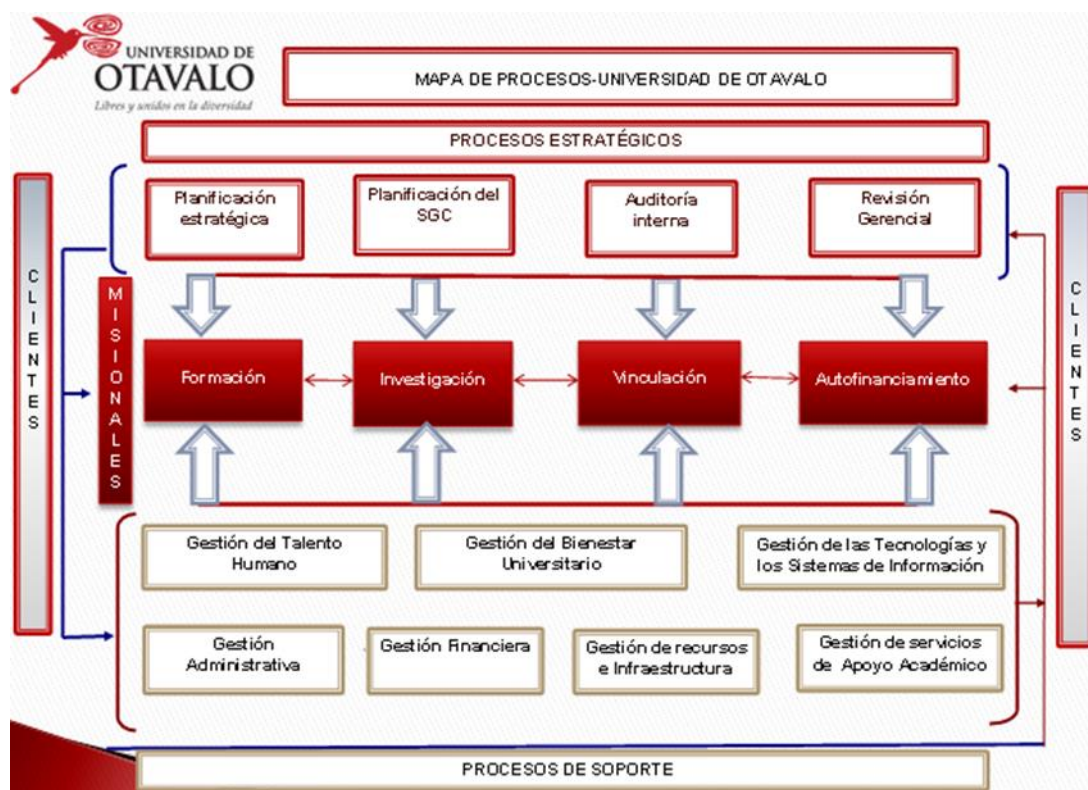 UNIVERSIDAD DE
OTAVALO
Libres y unidos en la diversidad
MAPA DE PROCESOS-UNIVERSIDAD DE OTAVALO
PROCESOS ESTRATÉGICOS
Planificación
estratégica
Planificación del
SGC
Auditoría
interna
Revisión
Gerencial
CLIENTES
MISIONALES
Formación
Investigación
Vinculación
Autofinanciamiento
CLIENTES
Gestión del Talento
Humano
Gestión del Bienestar
Universitario
Gestión de las Tecnologías y
los Sistemas de Información
Gestión
Administrativa
Gestión Financiera
Gestión de recursos
e Infraestructura
Gestión de servicios
de Apoyo Académico
PROCESOS DE SOPORTE